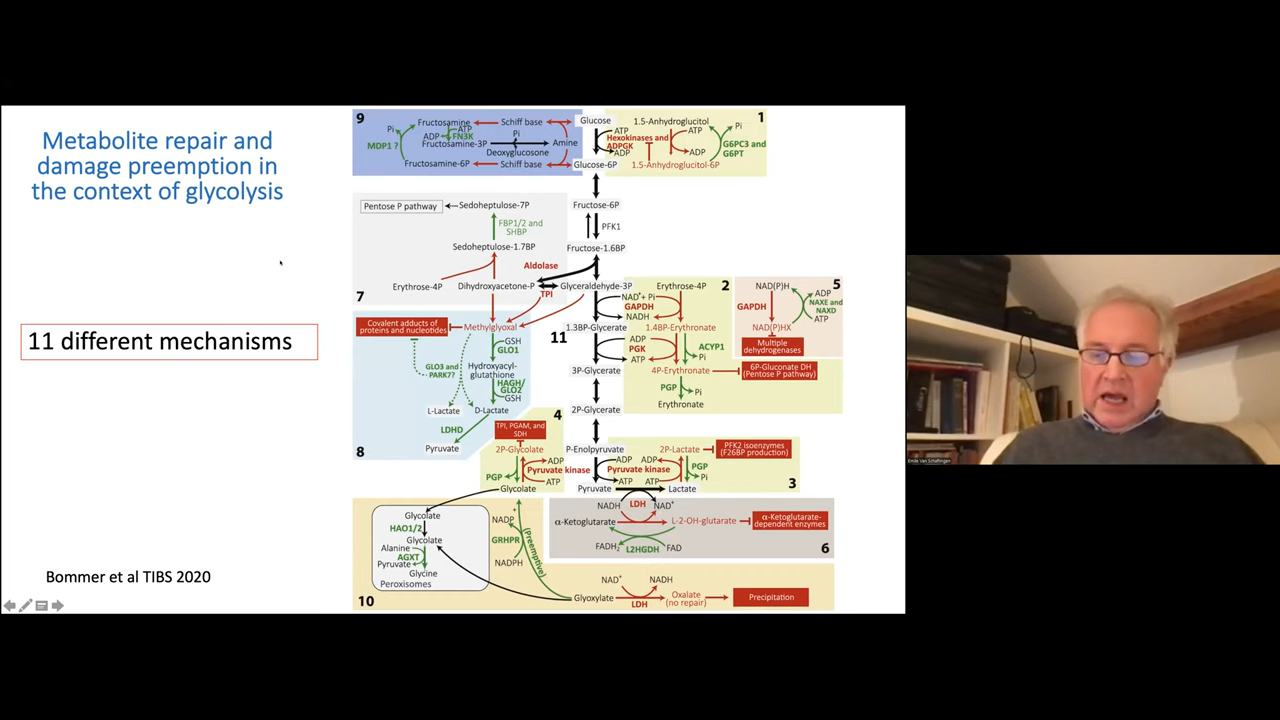 Metabolite repair and
damage preemption in
the context of glycolysis
11 different mechanisms
Bommer et al TIBS 2020
9
Fructosamine
Schiff base
Glucose
Pi
ATP
ADP
FN3K
Fructosamine-3P
Pi
Deoxyglucosone
Amine
MDP1 ?
Fructosamine-6P
Schiff base
Glucose-6P
ATP
Hexokinases and
ADPGK
ADP
1
1.5-Anhydroglucitol
ATP
ADP
Pi
G6PC3 and
G6PT
1.5-Anhydroglucitol-6P
Pentose P pathway
Sedoheptulose-7P
Fructose-6P
FBP1/2 and
SHBP
PFK1
Sedoheptulose-1.7BP
Fructose-1.6BP
Aldolase
Erythrose-4P
Dihydroxyacetone-P
Glyceraldehyde-3P
TPI
7
2
NAD+ + Pi
GAPDH
NADH
Erythrose-4P
1.3BP-Glycerate
1.4BP-Erythronate
11
ADP
PGK
ATP
ACYP1
Pi
3P-Glycerate
4P-Erythronate
6P-Gluconate DH
(Pentose P pathway)
PGP
Pi
Erythronate
5
NAD(P)H
ADP
GAPDH
NAXE and
NAXD
ATP
NAD(P)HX
Multiple
dehydrogenases
Covalent adducts of
proteins and nucleotides
Methylglyoxal
GSH
GLO1
GLO3 and
PARK7?
Hydroxyacyl-
glutathione
HAGH/
GLO2
GSH
L-Lactate
D-Lactate
LDHD
Pyruvate
8
2P-Glycerate
4
TPI, PGAM, and
SDH
2P-Glycolate
P-Enolpyruvate
ADP
Pyruvate kinase
PGP
Pi
ATP
Glycolate
ADP
ATP
Pyruvate
ADP
Pyruvate kinase
ATP
2P-Lactate
PFK2 isoenzymes
(F26BP production)
PGP
Pi
Lactate
3
NADH
LDH
NAD+
α-Ketoglutarate
L-2-OH-glutarate
α-Ketoglutarate-
dependent enzymes
FADH2
L2HGDH
FAD
6
Glycolate
HAO1/2
Glycolate
Alanine
AGXT
Pyruvate
Glycine
Peroxisomes
NADP+
GRHPR
NADPH
(Preemptive)
10
Glyoxylate
NAD+
NADH
LDH
Oxalate
(no repair)
Precipitation
Emile Van Schaftingen